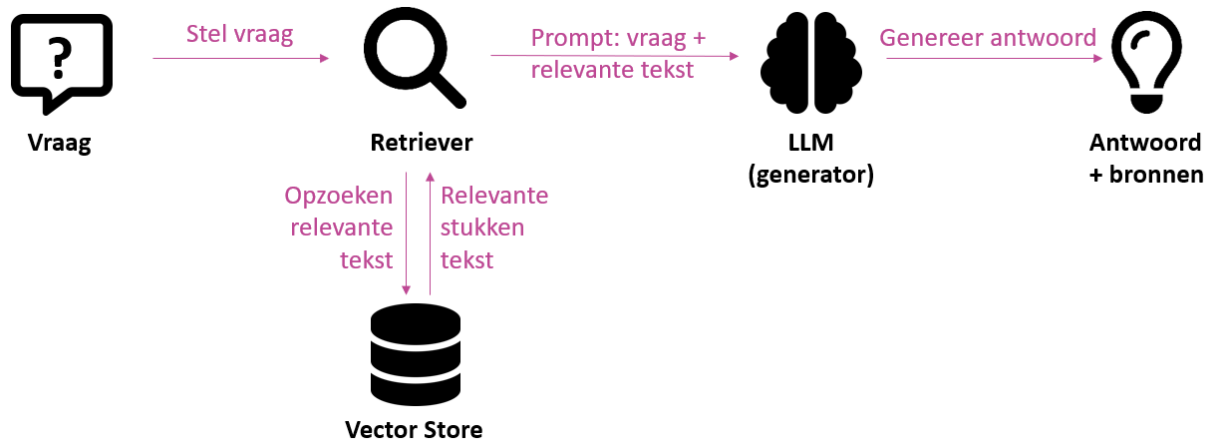 ?
Stel vraag
Prompt: vraag +
relevante tekst
Genereer antwoord
Vraag
Retriever
LLM
(generator)
Antwoord
+ bronnen
Opzoeken
relevante
tekst
Relevante
stukken
tekst
Vector Store